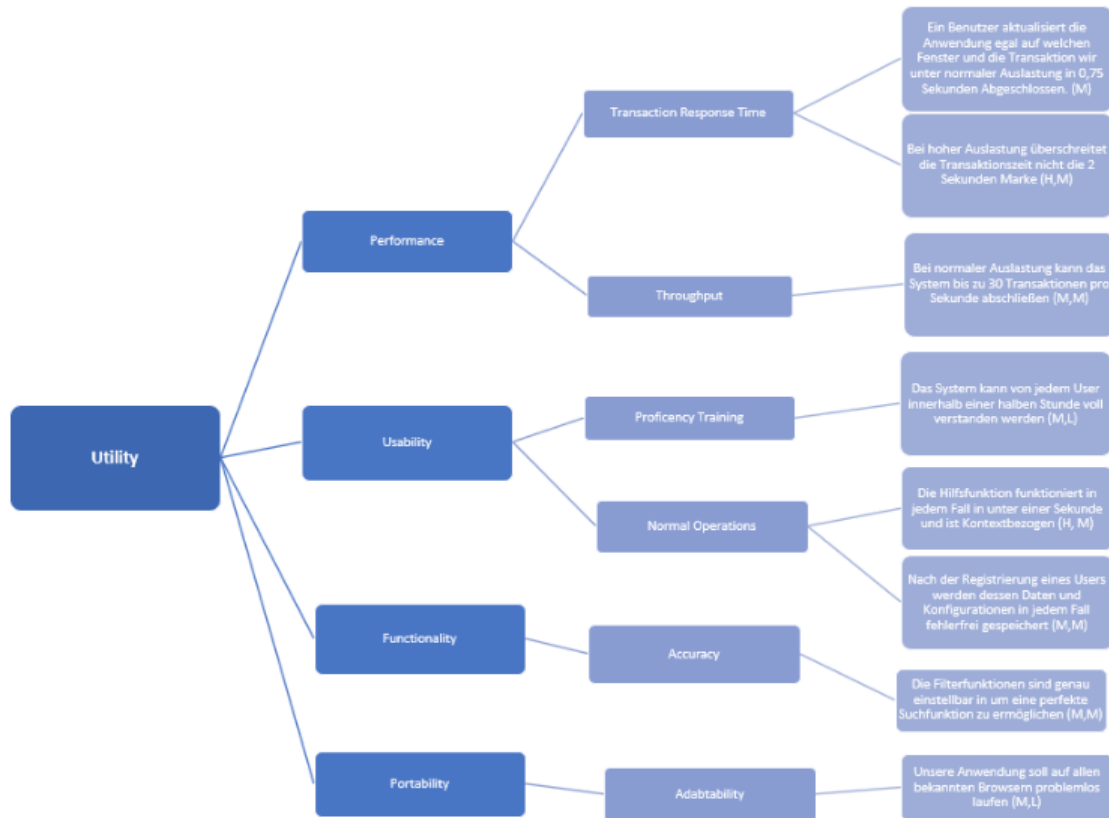 Utility
Performance
Transaction Response Time
Ein Benutzer aktualisiert die
Anwendung egal auf welchen
Fenster und die Transaktion wir
unter normaler Auslastung in 0,75
Sekunden Abgeschlossen. (M)
Bei hoher Auslastung überschreitet
die Transaktionszeit nicht die 2
Sekunden Marke (H,M)
Throughput
Bei normaler Auslastung kann das
System bis zu 30 Transaktionen pro
Sekunde abschließen (M,M)
Usability
Proficency Training
Das System kann von jedem User
innerhalb einer halben Stunde voll
verstanden werden (M,L)
Normal Operations
Die Hilfsfunktion funktioniert in
jedem Fall in unter einer Sekunde
und ist Kontextbezogen (H, M)
Nach der Registrierung eines Users
werden dessen Daten und
Konfigurationen in jedem Fall
fehlerfrei gespeichert (M,M)
Functionality
Accuracy
Die Filterfunktionen sind genau
einstellbar in um eine perfekte
Suchfunktion zu ermöglichen (M,M)
Portability
Adabtability
Unsere Anwendung soll auf allen
bekannten Browsern problemlos
laufen (M,L)